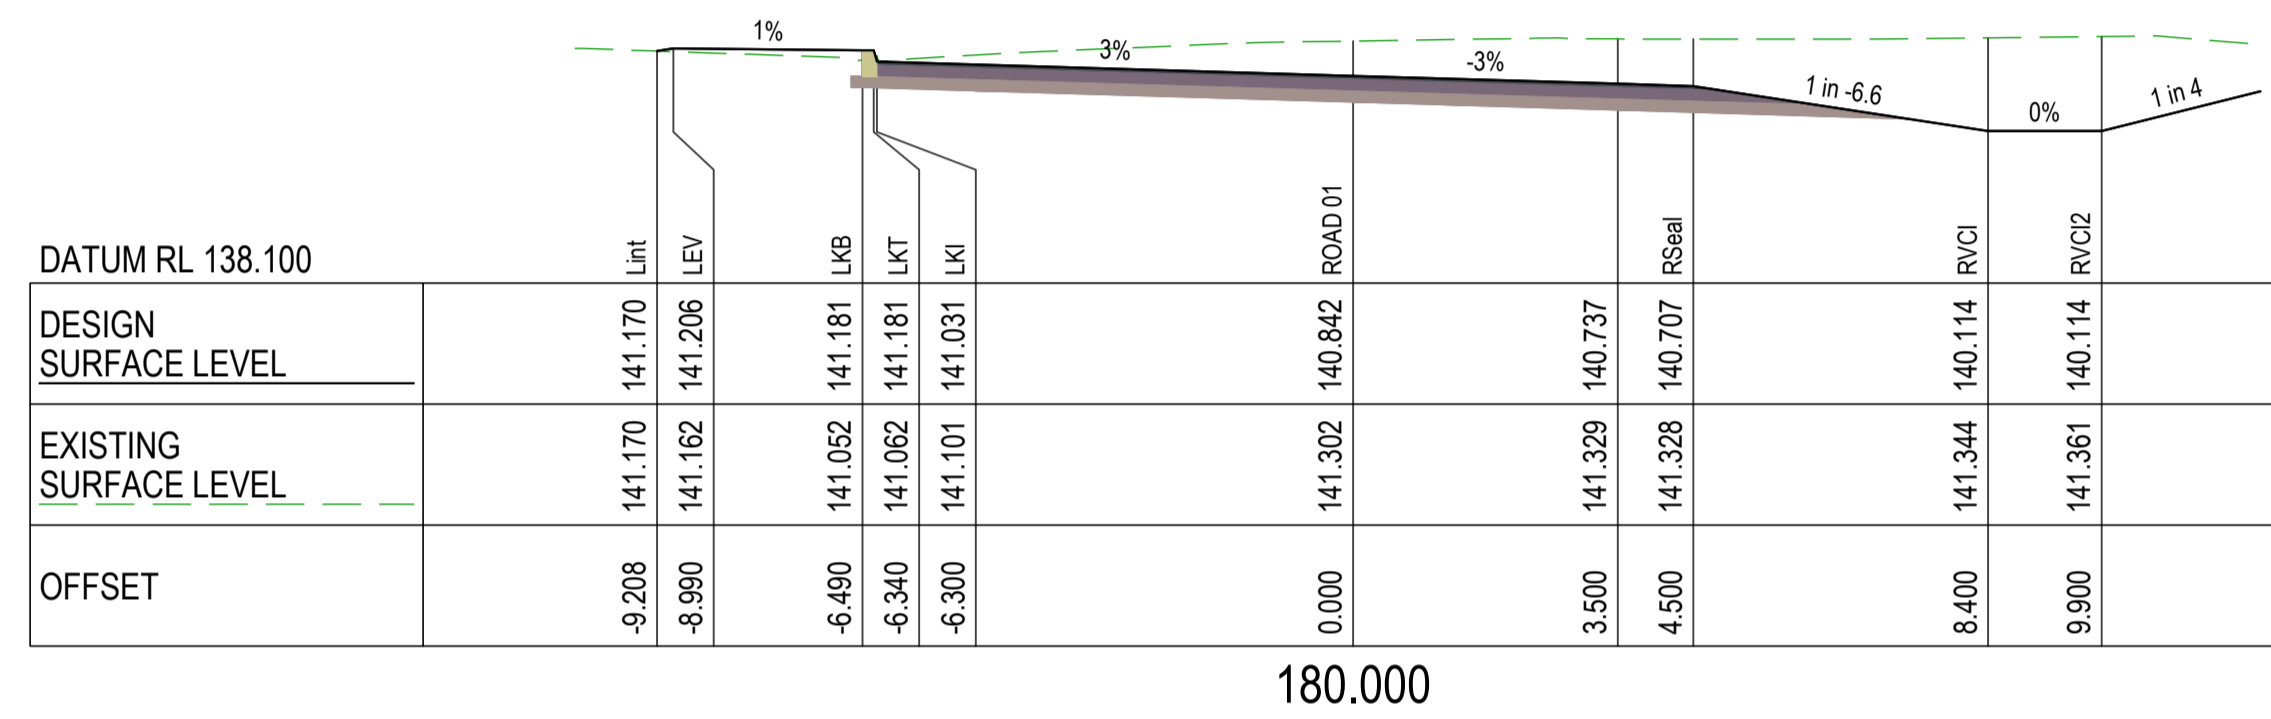 1%
3%
-3%
1 in -6.6
0%
1 in 4
DATUM RL 138.100
Lint
LEV
LKB
LKT
LKI
ROAD 01
RSeal
RVCI
RVCI2
DESIGN
SURFACE LEVEL
141.170
141.206
141.181
141.181
141.031
140.842
140.737
140.707
140.114
140.114
EXISTING
SURFACE LEVEL
141.170
141.162
141.052
141.062
141.101
141.302
141.329
141.328
141.344
141.361
OFFSET
-9.208
-8.990
-6.490
-6.340
-6.300
0.000
3.500
4.500
8.400
9.900
180.000